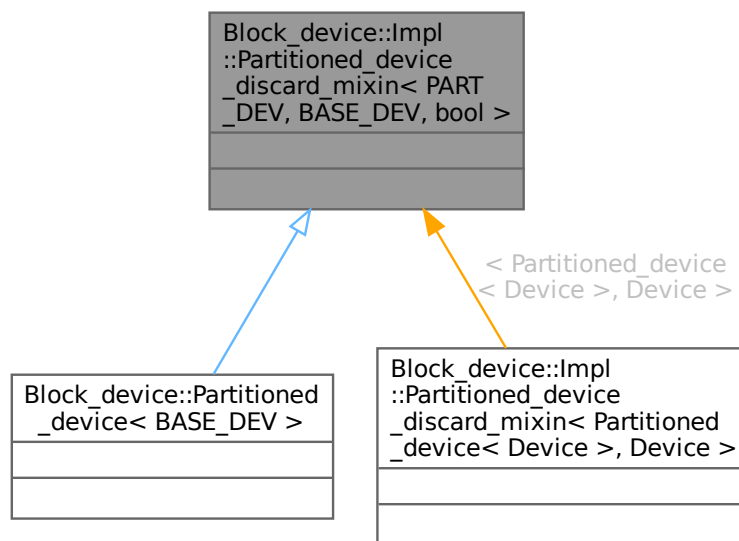 Block_device::Impl
::Partitioned_device
_discard_mixin< PART
_DEV, BASE_DEV, bool >
< Partitioned_device
< Device >, Device >
Block_device::Partitioned
_device< BASE_DEV >
Block_device::Impl
::Partitioned_device
_discard_mixin< Partitioned
_device< Device >, Device >